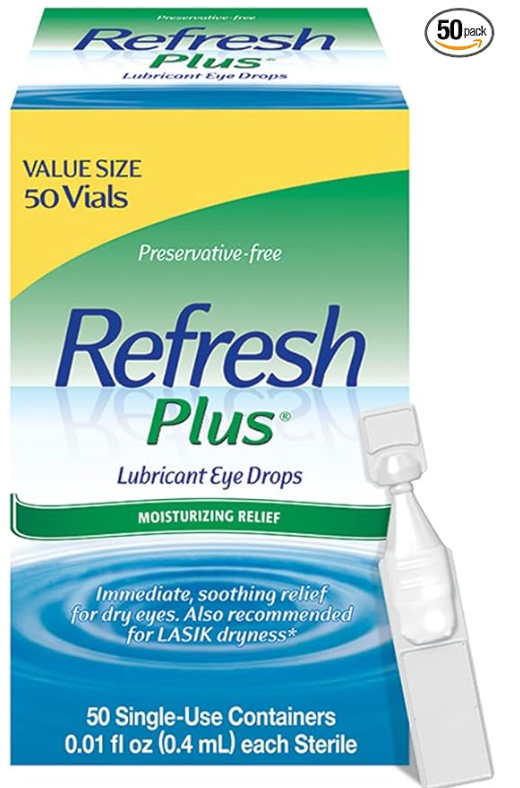 50 pack
Preservative-free
Refresh
Plus®
Lubricant Eye Drops
VALUE SIZE
50 Vials
Preservative-free
Refresh
Plus®
Lubricant Eye Drops
MOISTURIZING RELIEF
Immediate, soothing relief
for dry eyes. Also recommended
for LASIK dryness*
50 Single-Use Containers
0.01 fl oz (0.4 mL) each Sterile